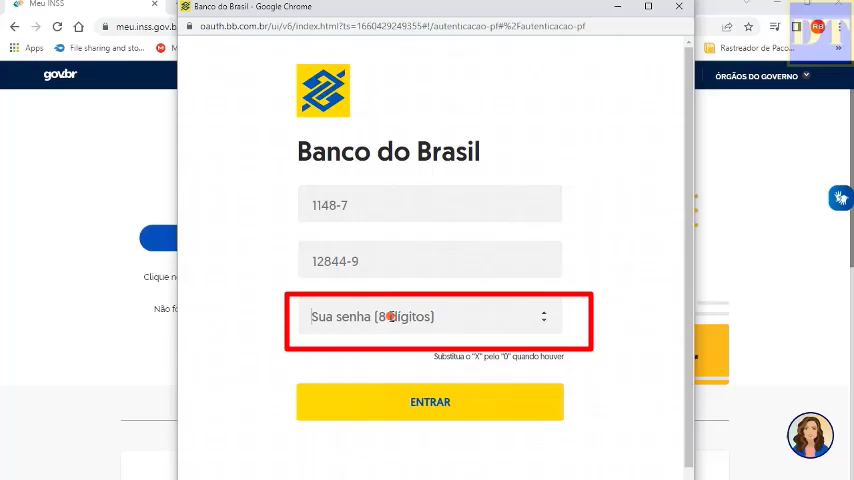 Meu INSS
Banco do Brasil - Google Chrome
meu.inss.gov.b
oauth.bb.com.br/ui/v6/index.html?ts=1660429249355#!/autenticacao-pf#%2Fautenticacao-pf
Apps
File sharing and sto...
Rastreador de Paco...
DT
gov.br
ÓRGÃOS DO GOVERNO
Banco do Brasil
1148-7
12844-9
Clique n
Não fo
Sua senha (8 dígitos)
Substitua o "X" pelo "0" quando houver
ENTRAR